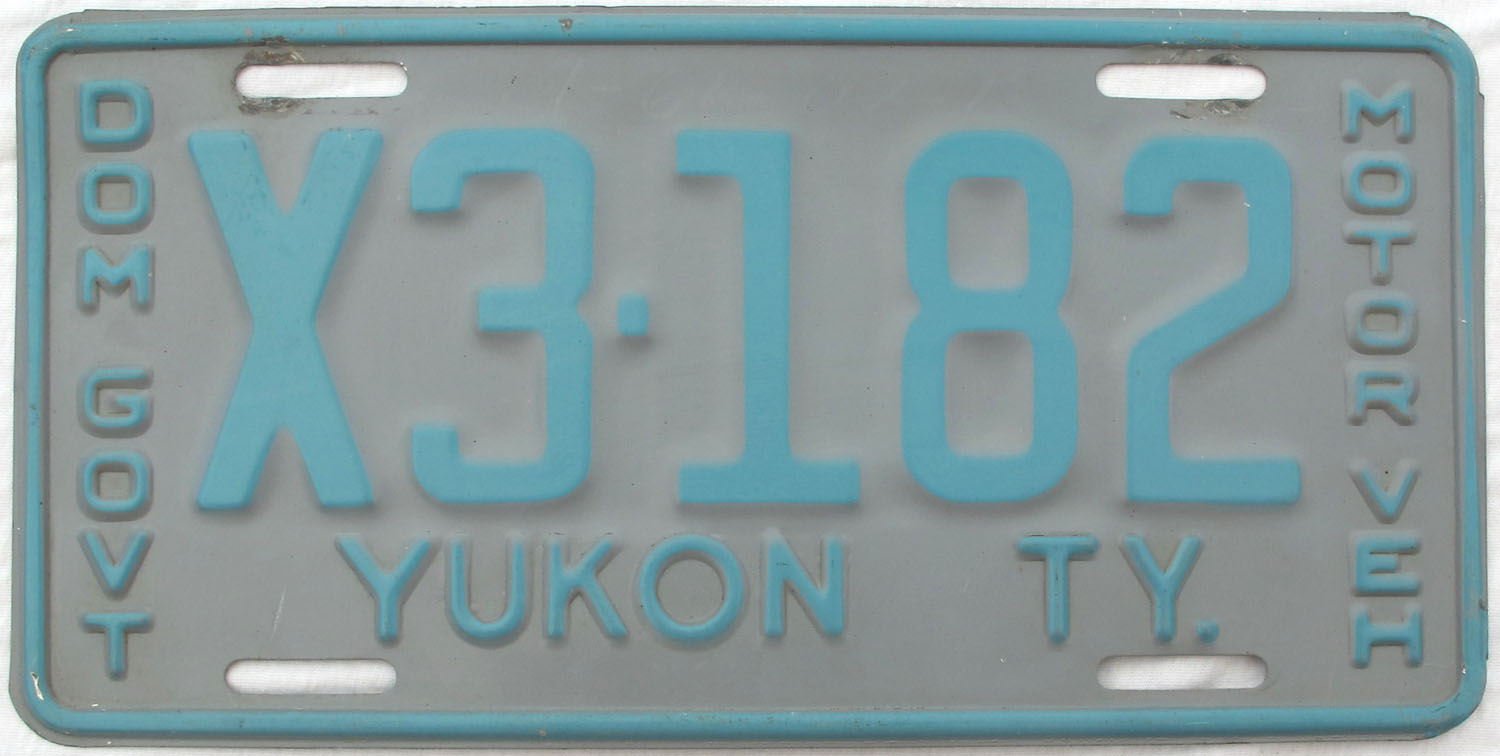 DOM GOVT
X3·182
YUKON TY.
MOTOR VEH